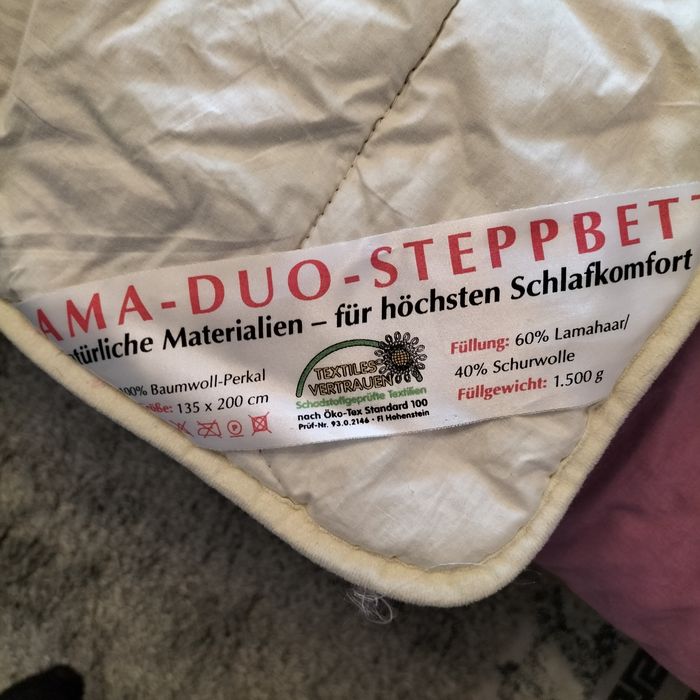 AMA-DUO-STEPPBETT
türliche Materialien – für höchsten Schlafkomfort
100% Baumwoll-Perkal
öße: 135 x 200 cm
TEXTILES
VERTRAUEN
Schadstoffgeprüfte Textilien
nach Öko-Tex Standard 100
Prüf-Nr. 93.0.2146 • FI Hohenstein
Füllung: 60% Lamahaar/
40% Schurwolle
Füllgewicht: 1.500 g